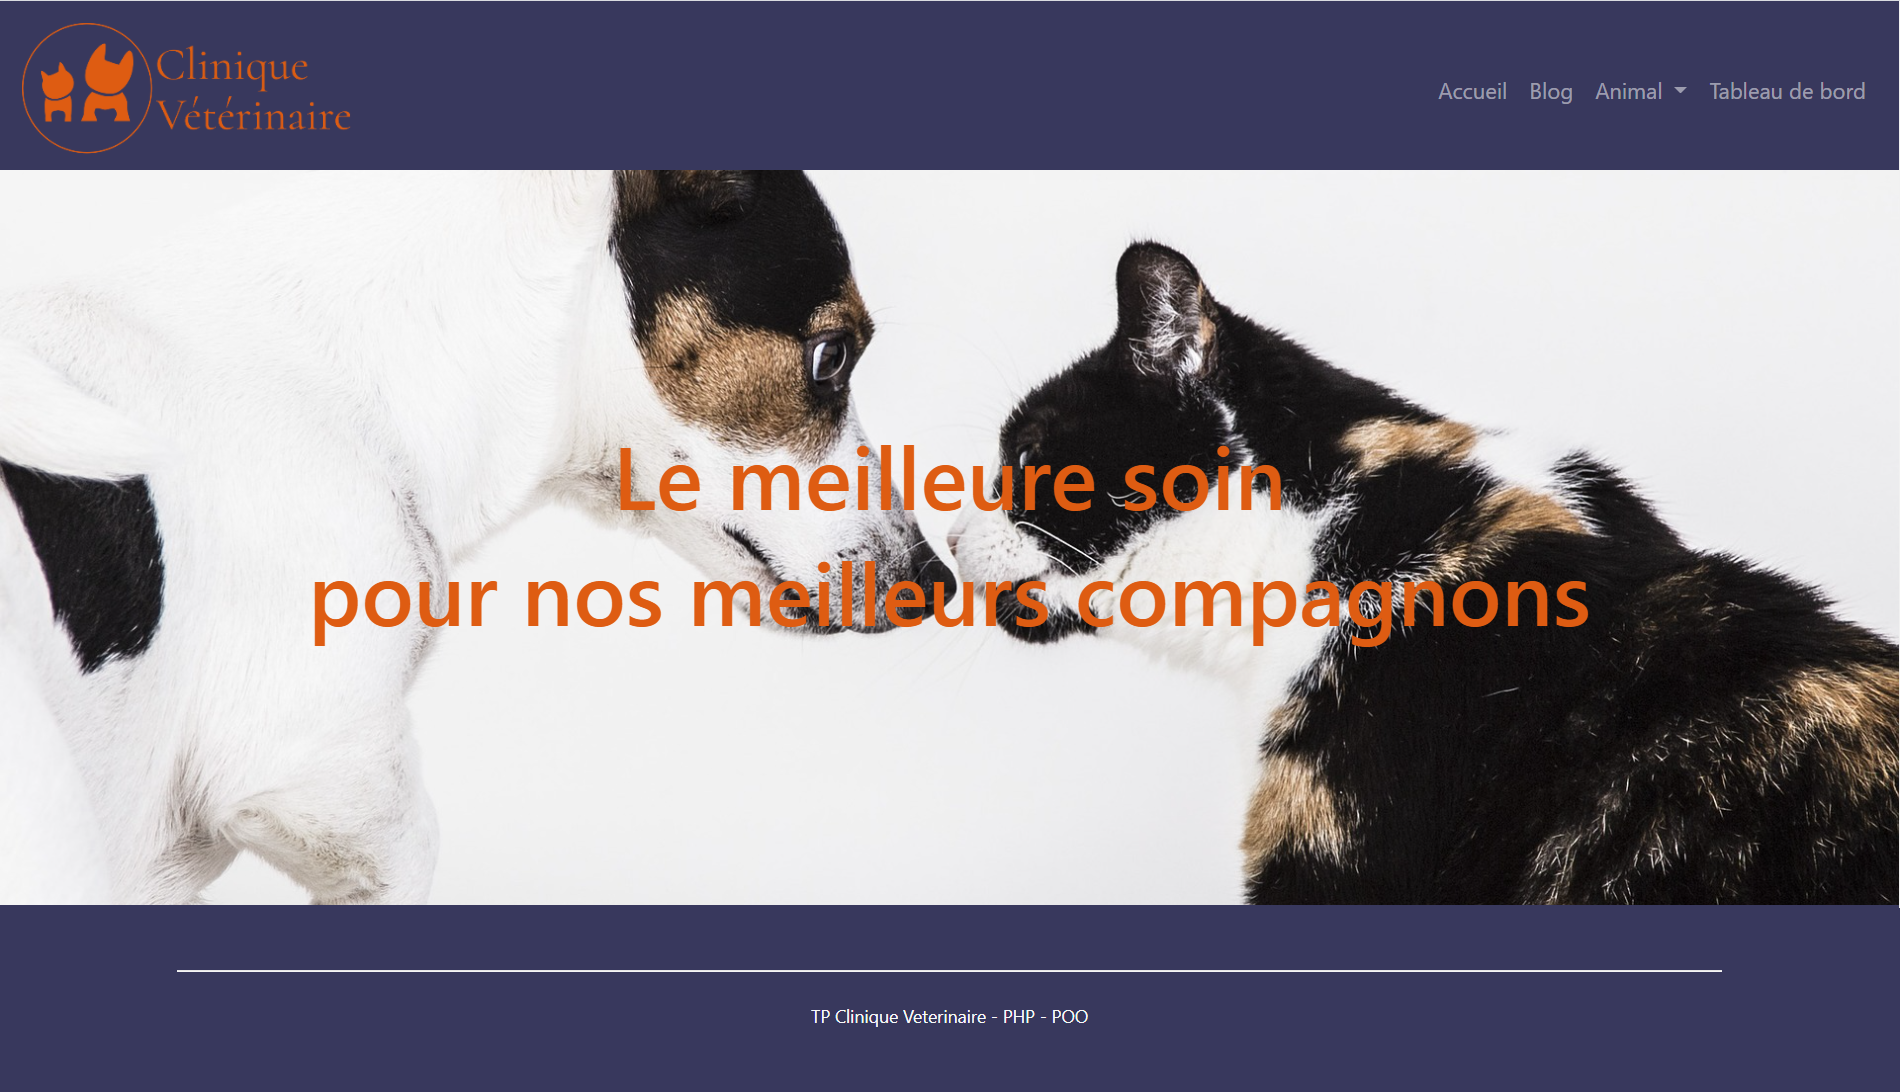 Clinique
Vétérinaire
Accueil Blog Animal Tableau de bord
Le meilleure soin
pour nos meilleurs compagnons
TP Clinique Veterinaire - PHP - POO